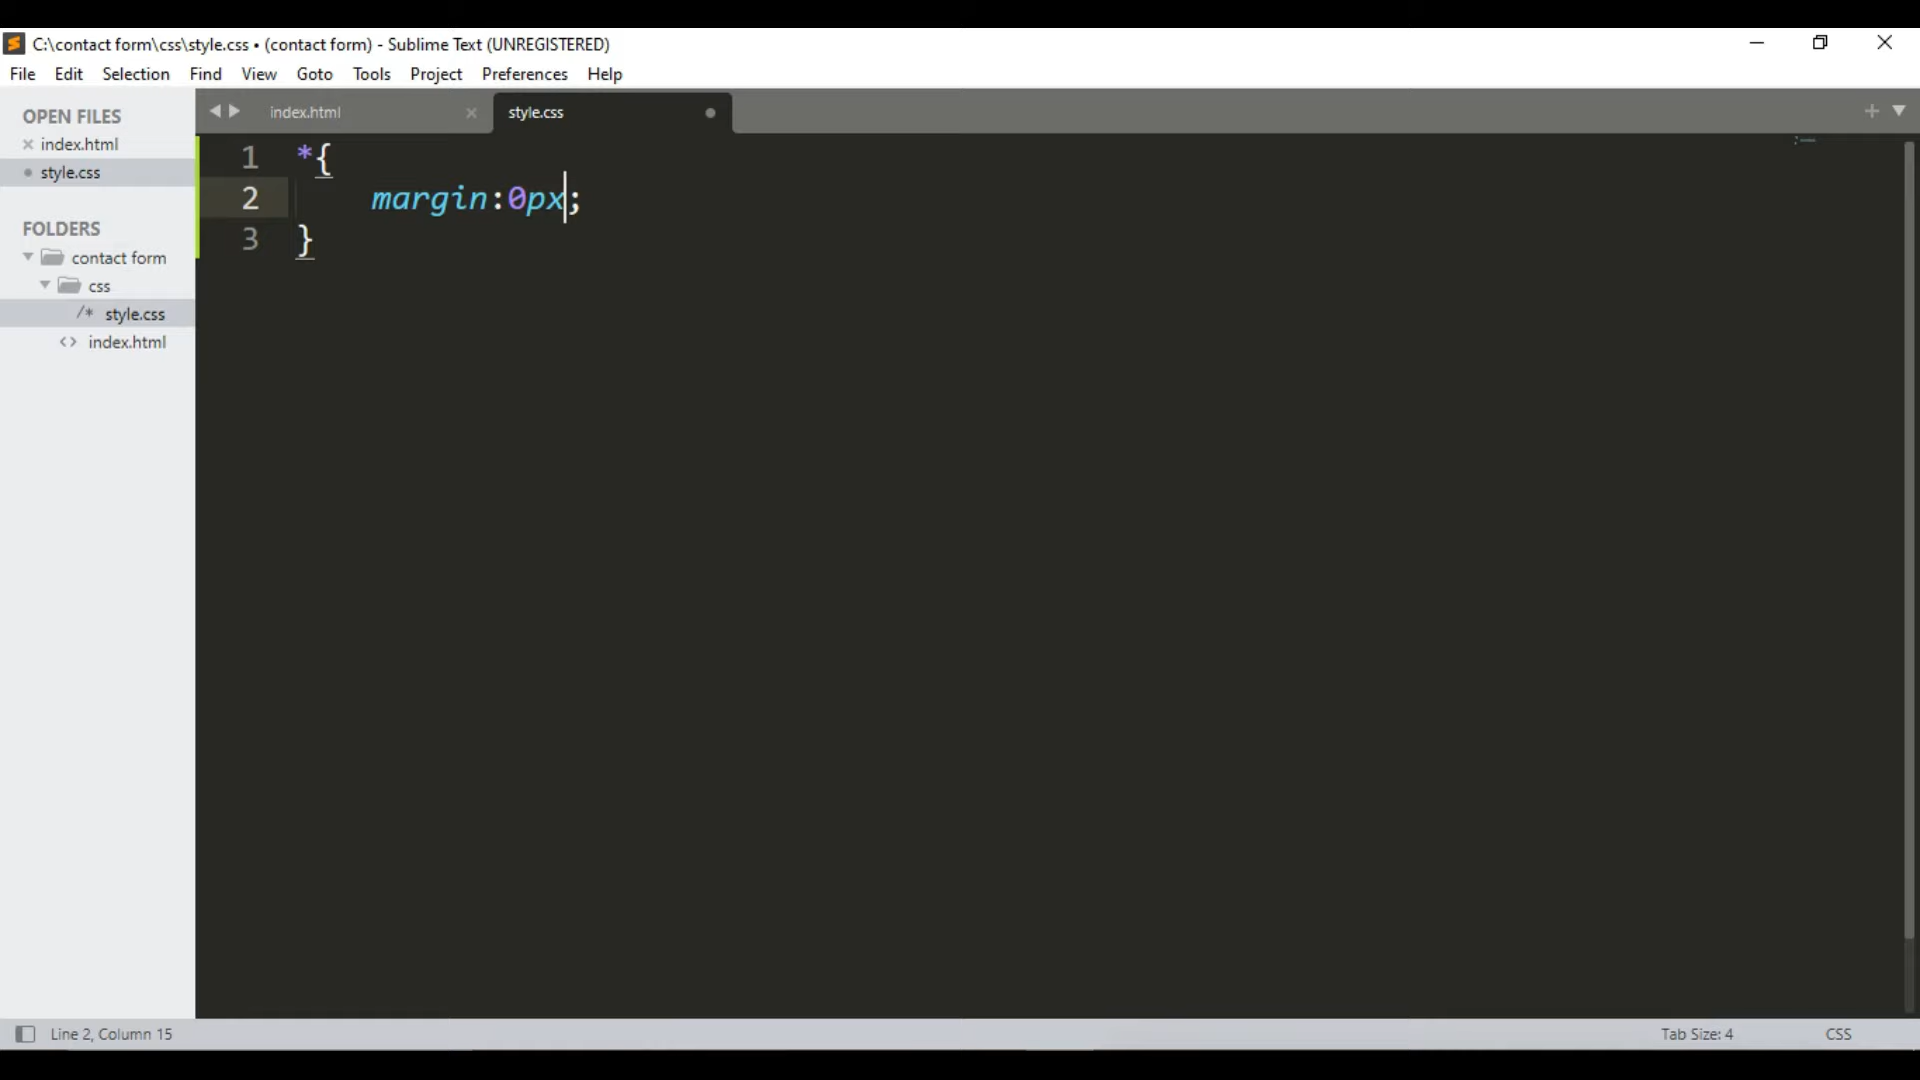 C:\contact form\css\style.css • (contact form) - Sublime Text (UNREGISTERED)
File Edit Selection Find View Goto Tools Project Preferences Help
OPEN FILES
index.html
style.css
FOLDERS
contact form
css
/* style.css
<> index.html
index.html
style.css
1 *{
2 margin:0px;
3 }
Line 2, Column 15
Tab Size: 4
CSS